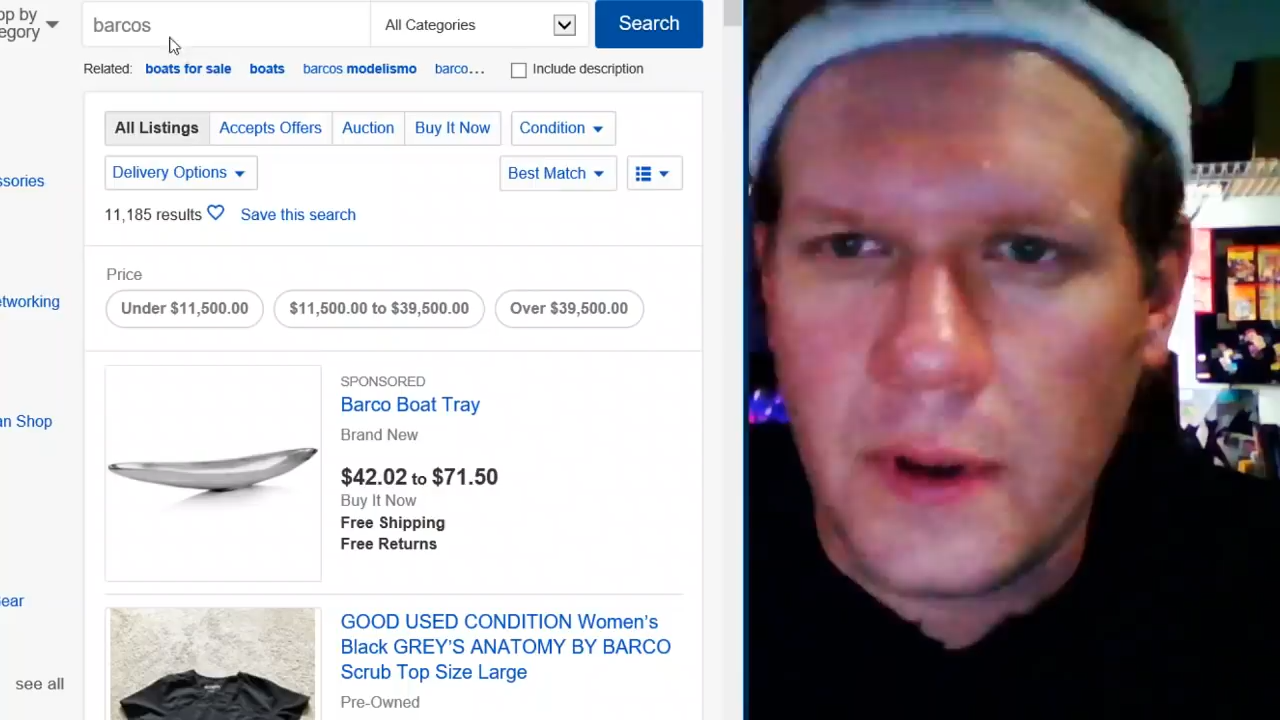 op by
egory
barcos
All Categories
Search
Related: boats for sale boats barcos modelismo barco...
Include description
All Listings
Accepts Offers
Auction
Buy It Now
Condition
Delivery Options
Best Match
11,185 results
Save this search
Price
Under $11,500.00
$11,500.00 to $39,500.00
Over $39,500.00
ssories
etworking
an Shop
ear
see all
SPONSORED
Barco Boat Tray
Brand New
$42.02 to $71.50
Buy It Now
Free Shipping
Free Returns
GOOD USED CONDITION Women's
Black GREY'S ANATOMY BY BARCO
Scrub Top Size Large
Pre-Owned